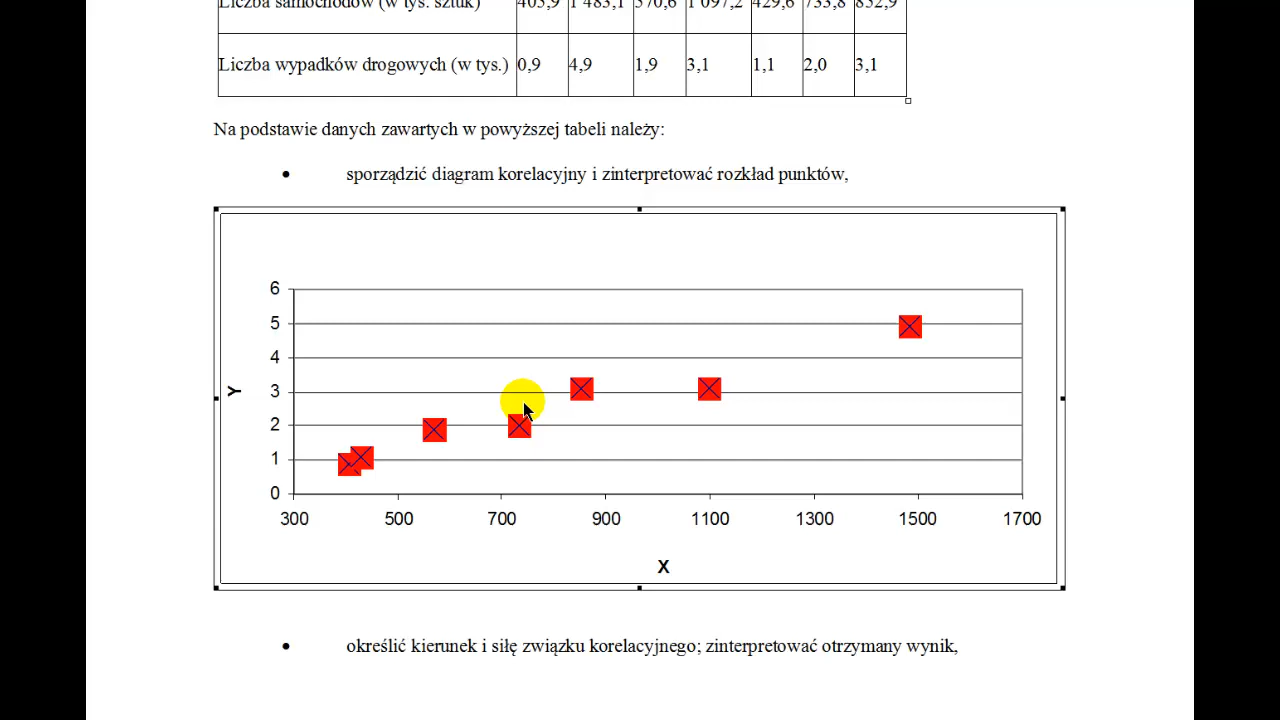 Liczba samochodów (w tys. sztuk) 405,9 1 483,1 570,6 1 097,2 429,6 733,8 852,9
Liczba wypadków drogowych (w tys.) 0,9 4,9 1,9 3,1 1,1 2,0 3,1
Na podstawie danych zawartych w powyższej tabeli należy:
• sporządzić diagram korelacyjny i zinterpretować rozkład punktów,
6
5
4
3
2
1
0
Y
300 500 700 900 1100 1300 1500 1700
X
• określić kierunek i siłę związku korelacyjnego; zinterpretować otrzymany wynik,